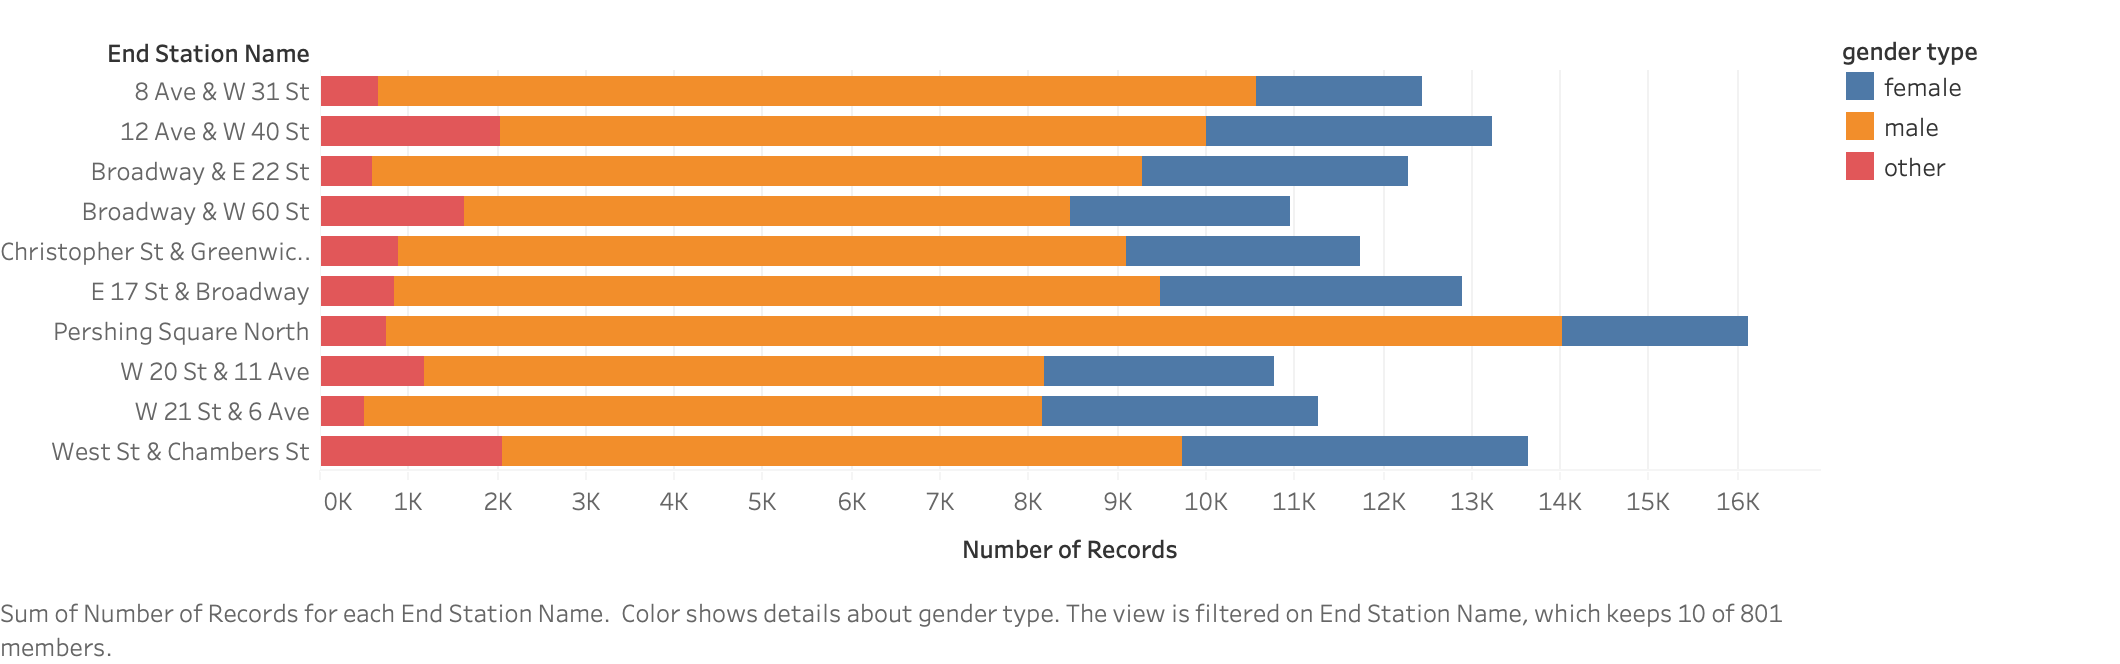 End Station Name
8 Ave & W 31 St
12 Ave & W 40 St
Broadway & E 22 St
Broadway & W 60 St
Christopher St & Greenwic..
E 17 St & Broadway
Pershing Square North
W 20 St & 11 Ave
W 21 St & 6 Ave
West St & Chambers St
0K 1K 2K 3K 4K 5K 6K 7K 8K 9K 10K 11K 12K 13K 14K 15K 16K
Number of Records
gender type
female
male
other
Sum of Number of Records for each End Station Name.  Color shows details about gender type. The view is filtered on End Station Name, which keeps 10 of 801
members.